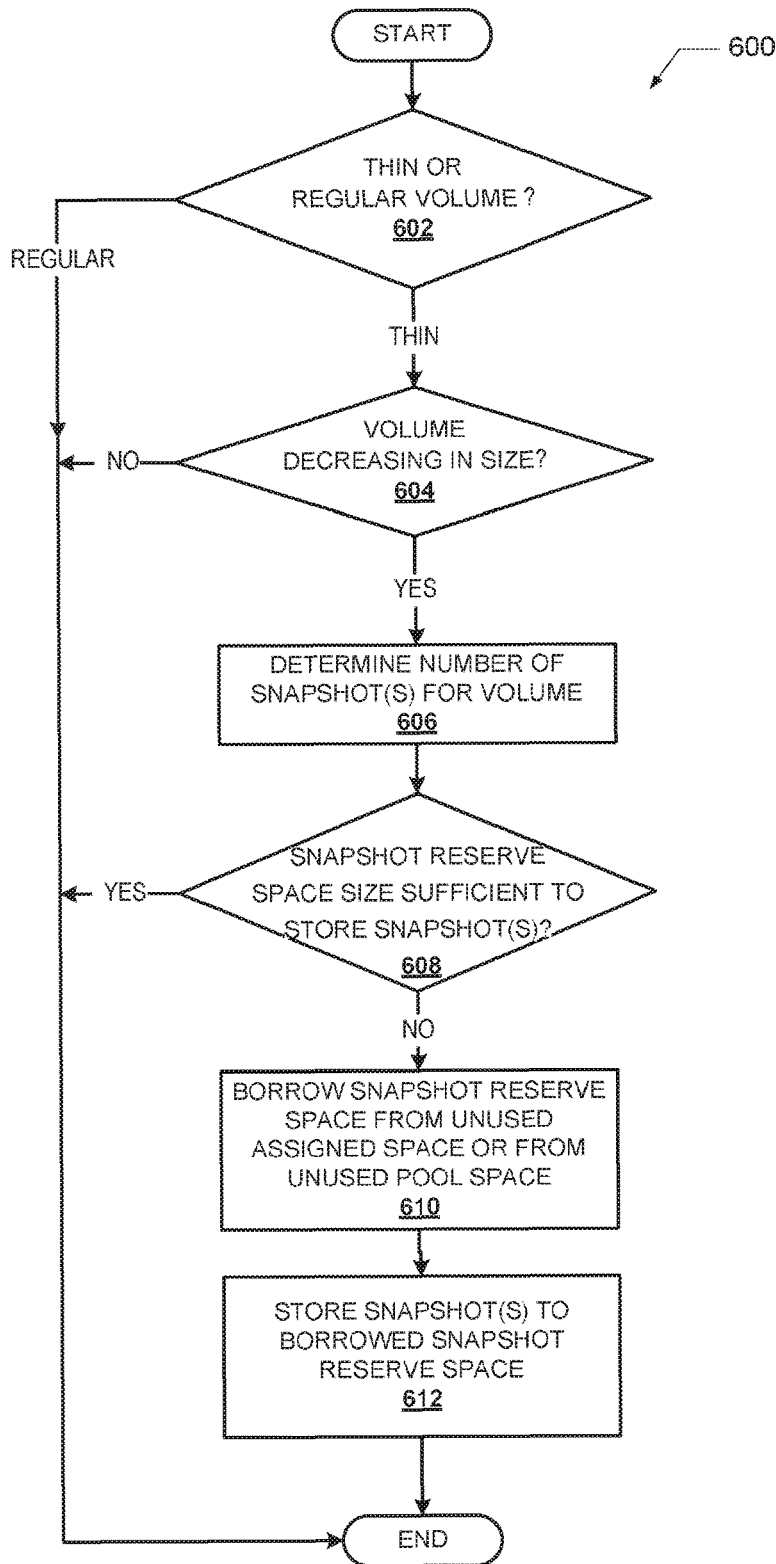 START
600
THIN OR
REGULAR VOLUME?
602
REGULAR
THIN
VOLUME
DECREASING IN SIZE?
604
NO
YES
DETERMINE NUMBER OF
SNAPSHOT(S) FOR VOLUME
606
SNAPSHOT RESERVE
SPACE SIZE SUFFICIENT TO
STORE SNAPSHOT(S)?
608
YES
NO
BORROW SNAPSHOT RESERVE
SPACE FROM UNUSED
ASSIGNED SPACE OR FROM
UNUSED POOL SPACE
610
STORE SNAPSHOT(S) TO
BORROWED SNAPSHOT
RESERVE SPACE
612
END